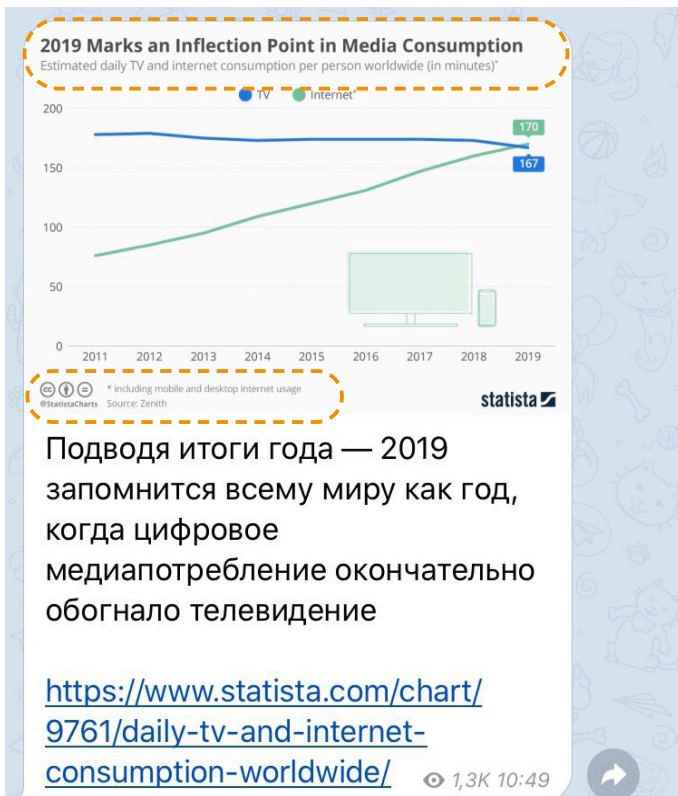 2019 Marks an Inflection Point in Media Consumption
Estimated daily TV and internet consumption per person worldwide (in minutes)*
TV Internet*
200
170
150
167
100
50
0
2011 2012 2013 2014 2015 2016 2017 2018 2019
* including mobile and desktop internet usage
@StatistaCharts Source: Zenith
statista
Подводя итоги года — 2019
запомнится всему миру как год,
когда цифровое
медиапотребление окончательно
обогнало телевидение
https://www.statista.com/chart/
9761/daily-tv-and-internet-
consumption-worldwide/ 1,3K 10:49